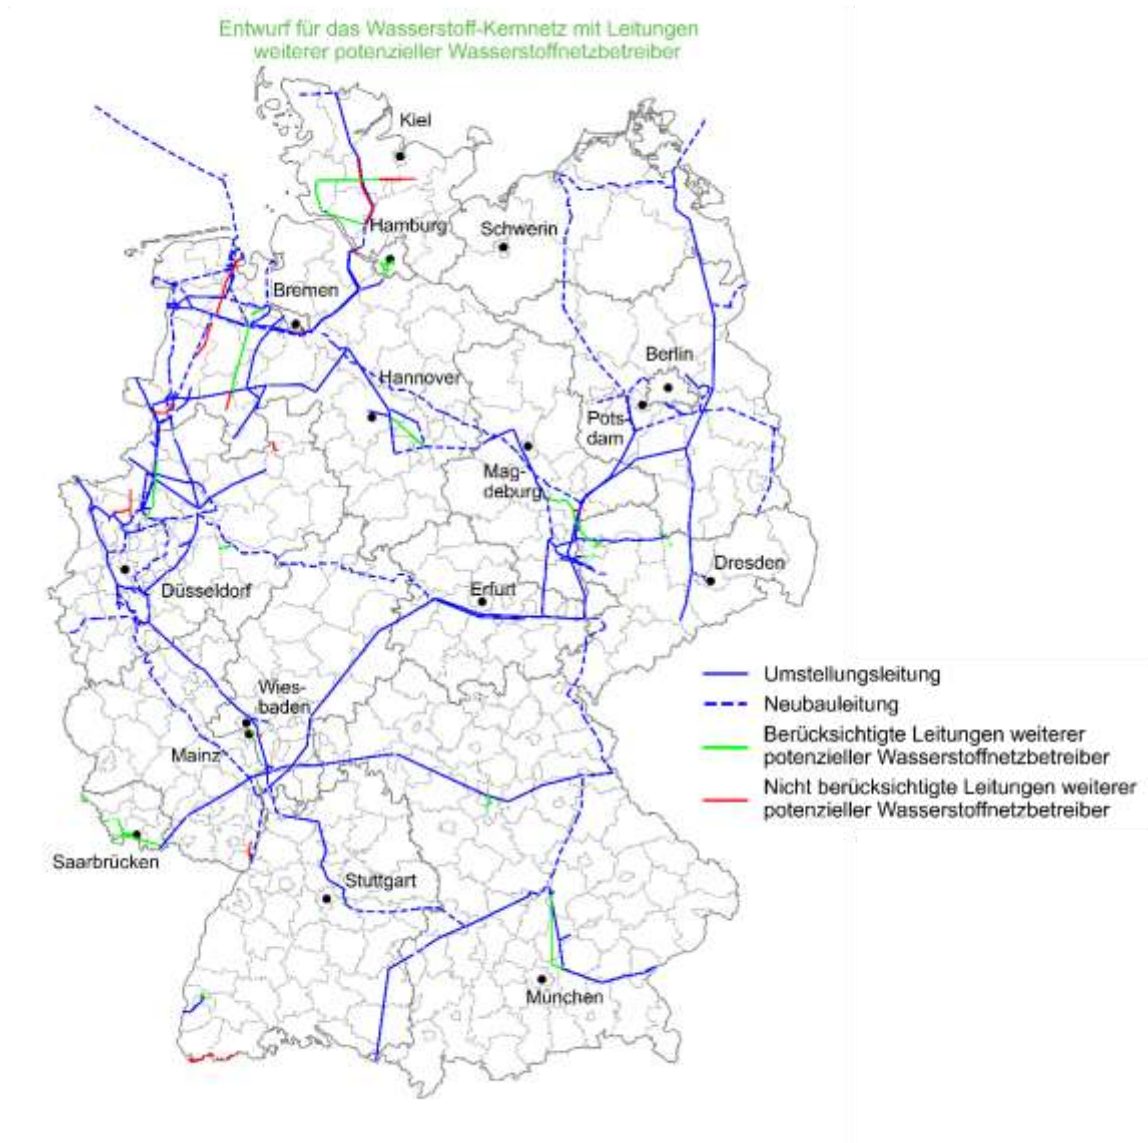 Entwurf für das Wasserstoff-Kernnetz mit Leitungen
weiterer potenzieller Wasserstoffnetzbetreiber
Kiel
Hamburg
Schwerin
Bremen
Berlin
Hannover
Pots-
dam
Mag-
deburg
Dresden
Düsseldorf
Erfurt
Wies-
baden
Mainz
Saarbrücken
Stuttgart
München
Umstellungsleitung
Neubauleitung
Berücksichtigte Leitungen weiterer
potenzieller Wasserstoffnetzbetreiber
Nicht berücksichtigte Leitungen weiterer
potenzieller Wasserstoffnetzbetreiber